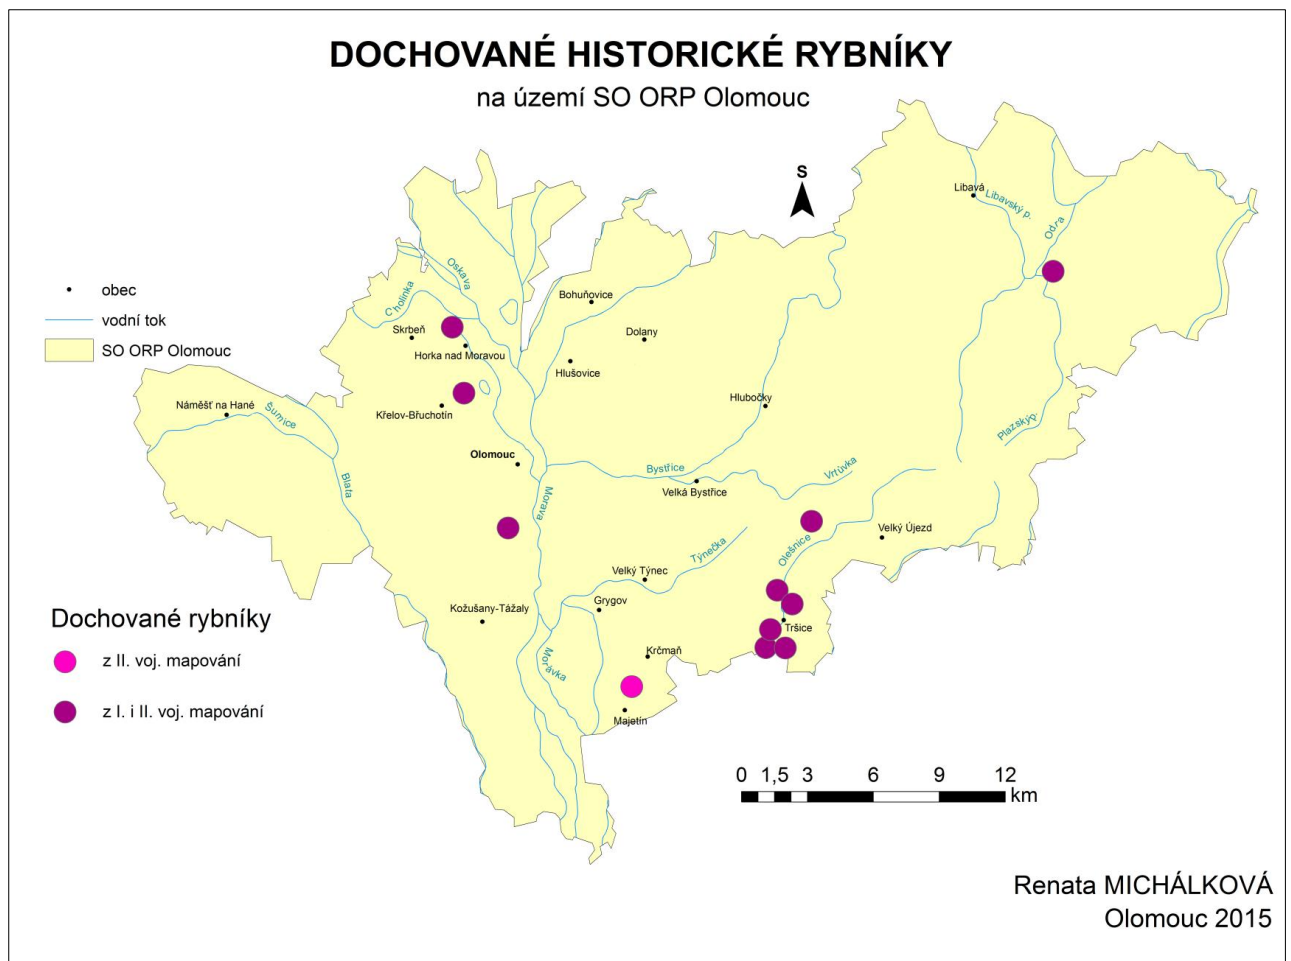 DOCHOVANÉ HISTORICKÉ RYBNÍKY
na území SO ORP Olomouc
S
Libavá
Libavský p.
Odra
Oskava
Cholinka
obec
vodní tok
SO ORP Olomouc
Bohuňovice
Skrbeň
Dolany
Horka nad Moravou
Hlušovice
Náměšť na Hané
Šumice
Křelov-Břuchotín
Hlubočky
Plazský p.
Olomouc
Bystřice
Vrtůvka
Blata
Velká Bystřice
Morava
Velký Újezd
Olešnice
Týnečka
Velký Týnec
Grygov
Kožušany-Tážaly
Tršice
Dochované rybníky
z II. voj. mapování
z I. i II. voj. mapování
Krčmaň
Morávka
Majetín
0 1,5 3 6 9 12
km
Renata MICHÁLKOVÁ
Olomouc 2015